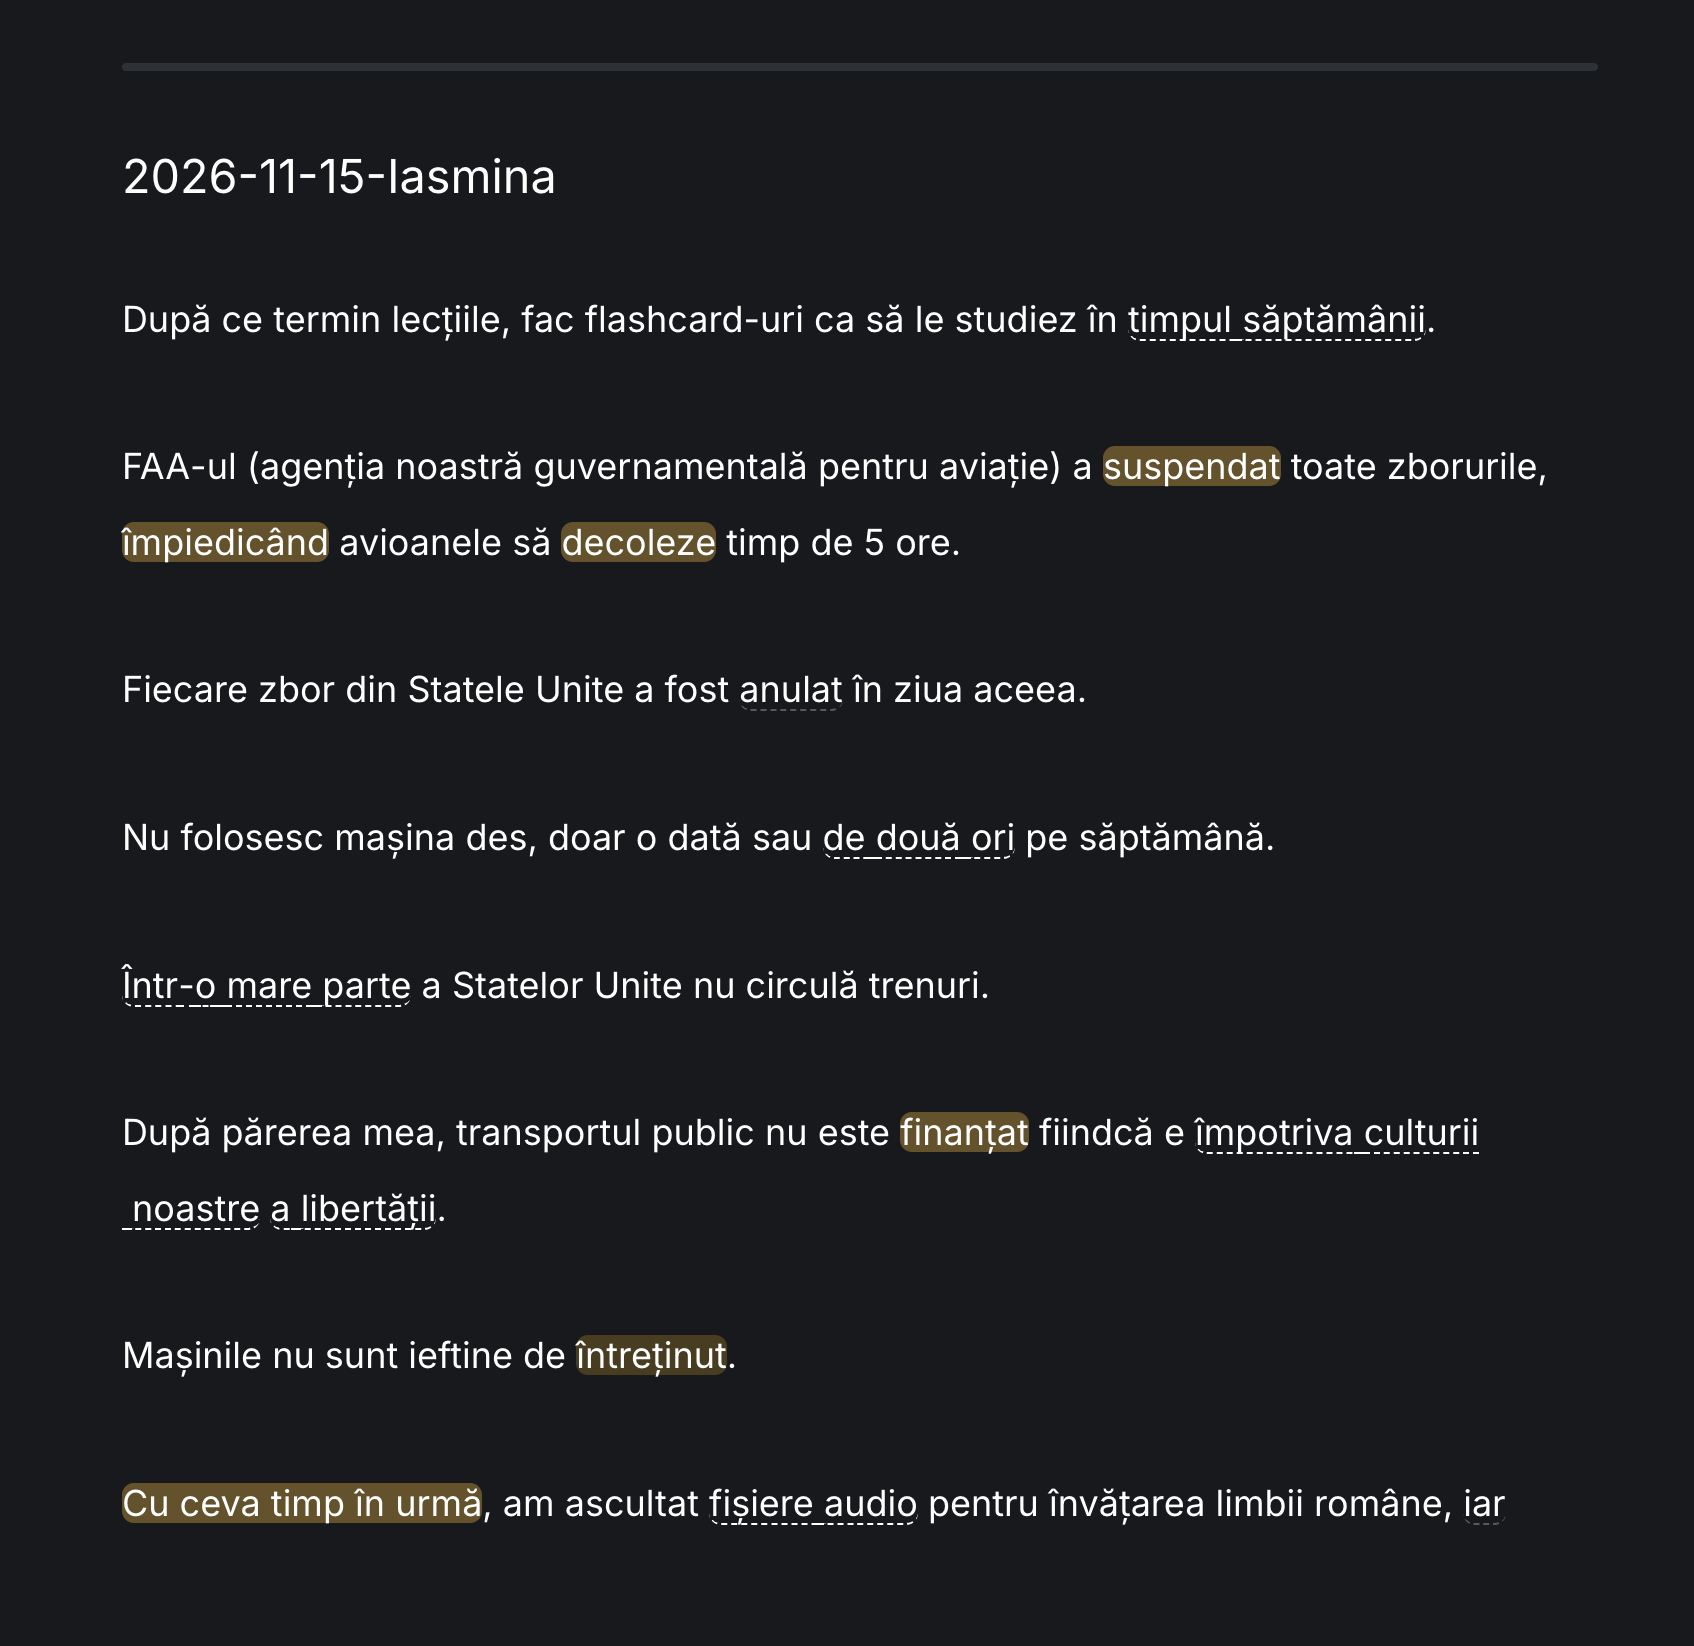 2026-11-15-Iasmina
După ce termin lecțiile, fac flashcard-uri ca să le studiez în timpul săptămânii.
FAA-ul (agenția noastră guvernamentală pentru aviație) a suspendat toate zborurile,
împiedicând avioanele să decoleze timp de 5 ore.
Fiecare zbor din Statele Unite a fost anulat în ziua aceea.
Nu folosesc mașina des, doar o dată sau de două ori pe săptămână.
Într-o mare parte a Statelor Unite nu circulă trenuri.
După părerea mea, transportul public nu este finanțat fiindcă e împotriva culturii
noastre a libertății.
Mașinile nu sunt ieftine de întreținut.
Cu ceva timp în urmă, am ascultat fișiere audio pentru învățarea limbii române, iar